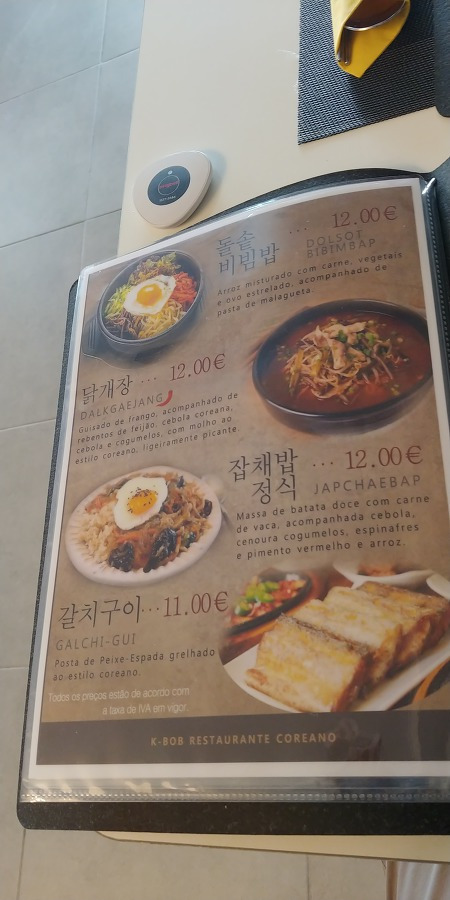 돌솥
비빔밥 ... 12.00€
DOLSOT
BIBIMBAP
Arroz misturado com carne, vegetais
e ovo estrelado, acompanhado de
pasta de malagueta.
닭개장 ... 12.00€
DALKGAEJANG
Guisado de frango, acompanhado de
rebentos de feijão, cebola coreana,
cebola e cogumelos, com molho ao
estilo coreano, ligeiramente picante
잡채밥 ... 12.00€
정식 JAPCHAEBAP
Massa de batata doce com carne
de vaca, acompanhada cebola,
cenoura cogumelos, espinafres
e pimento vermelho e arroz.
갈치구이...11.00€
GALCHI-GUI
Posta de Peixe-Espada grelhado
ao estilo coreano.
Todos os preços estão de acordo com
a taxa de IVA em vigor.
K-BOB RESTAURANTE COREANO